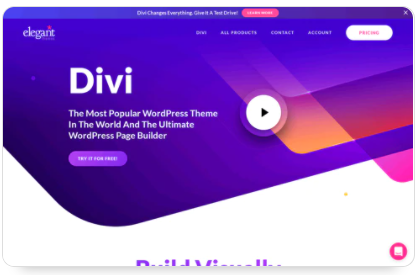 Divi Changes Everything. Give It A Test Drive! LEARN MORE
elegant themes DIVI ALL PRODUCTS CONTACT ACCOUNT PRICING
Divi
The Most Popular WordPress Theme
In The World And The Ultimate
WordPress Page Builder
TRY IT FOR FREE!
Build Visually